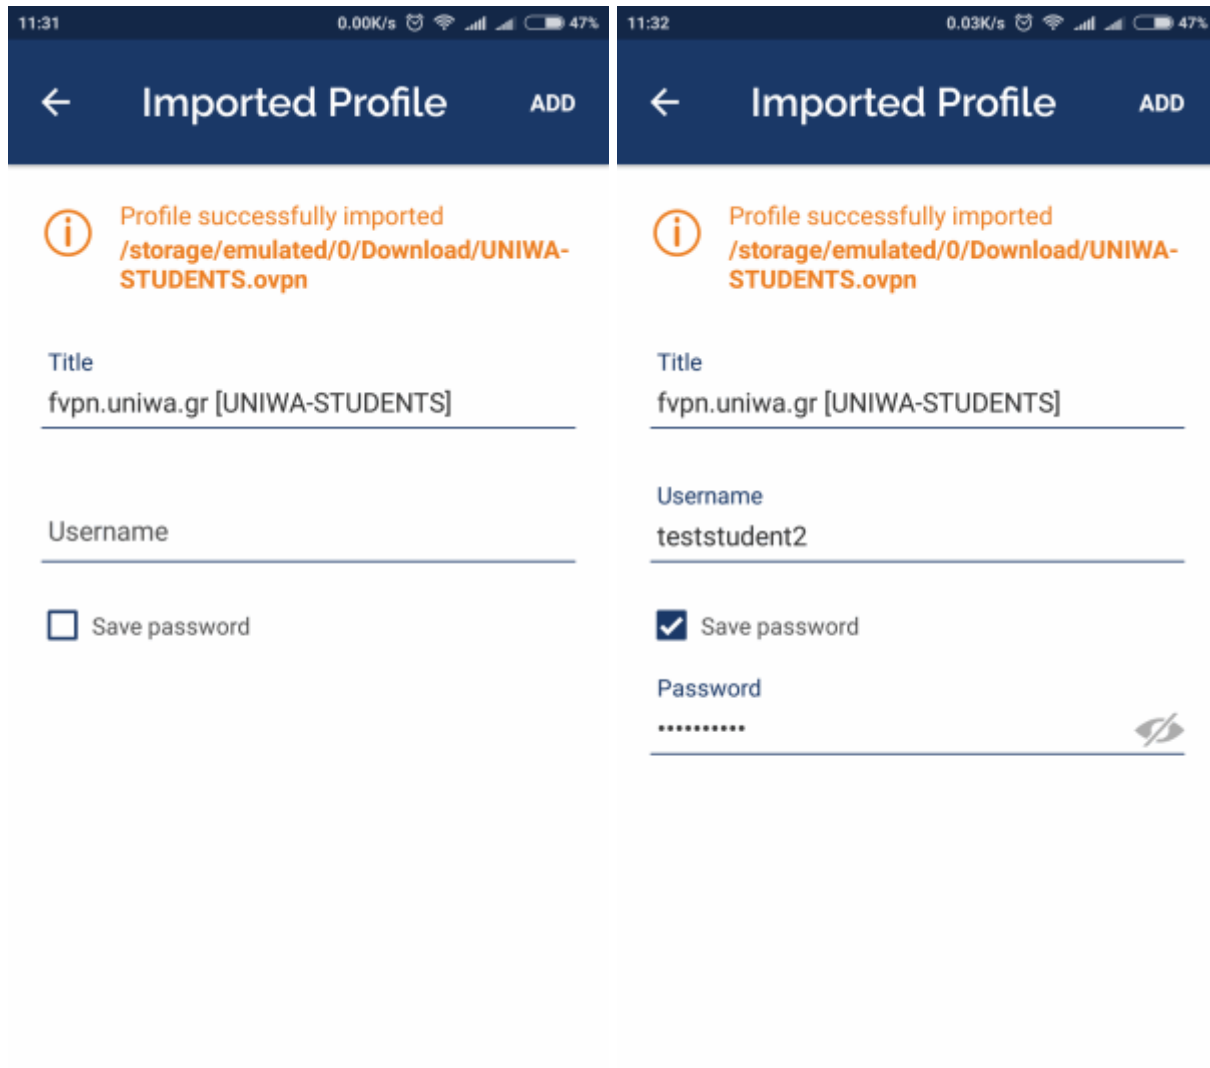 11:31
0.00K/s 47%
Imported Profile
ADD
Profile successfully imported
/storage/emulated/0/Download/UNIWA-
STUDENTS.ovpn
Title
fvpn.uniwa.gr [UNIWA-STUDENTS]
Username
Save password
11:32
0.03K/s 47%
Imported Profile
ADD
Profile successfully imported
/storage/emulated/0/Download/UNIWA-
STUDENTS.ovpn
Title
fvpn.uniwa.gr [UNIWA-STUDENTS]
Username
teststudent2
Save password
Password
••••••••••